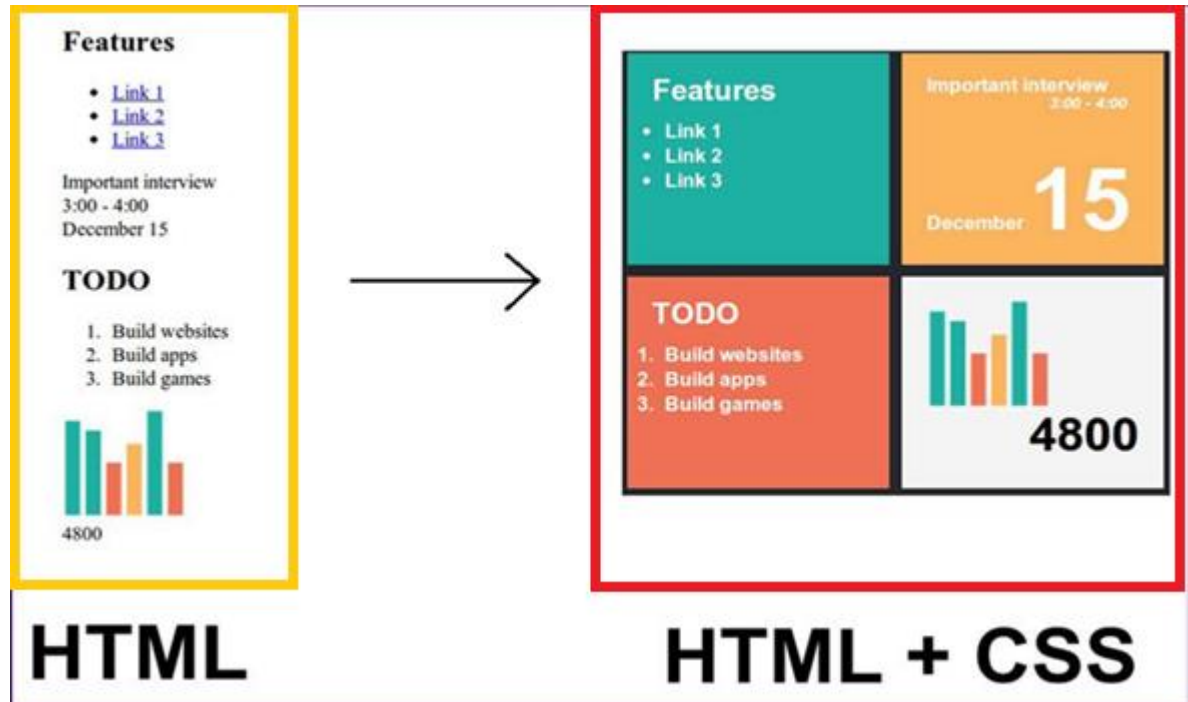 Features
Link 1
Link 2
Link 3
Important interview
3:00 - 4:00
December 15
TODO
1. Build websites
2. Build apps
3. Build games
4800
HTML
Features
Link 1
Link 2
Link 3
Important interview
3:00 - 4:00
December 15
TODO
1. Build websites
2. Build apps
3. Build games
4800
HTML + CSS